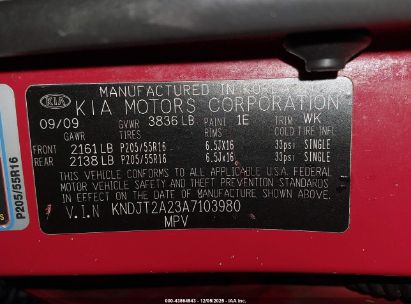 MANUFACTURED IN KOREA
KIA KIA MOTORS CORPORATION
09/09 GVWR 3836 LB PAINT 1E TRIM WK
GAWR TIRES RIMS COLD TIRE INFL
FRONT 2161 LB P205/55R16 6.5Jx16 33psi SINGLE
REAR 2138 LB P205/55R16 6.5Jx16 33psi SINGLE
THIS VEHICLE CONFORMS TO ALL APPLICABLE U.S.A. FEDERAL
MOTOR VEHICLE SAFETY AND THEFT PREVENTION STANDARDS
IN EFFECT ON THE DATE OF MANUFACTURE SHOWN ABOVE.
V.I.N KNDJT2A23A7103980
MPV
P205/55R16